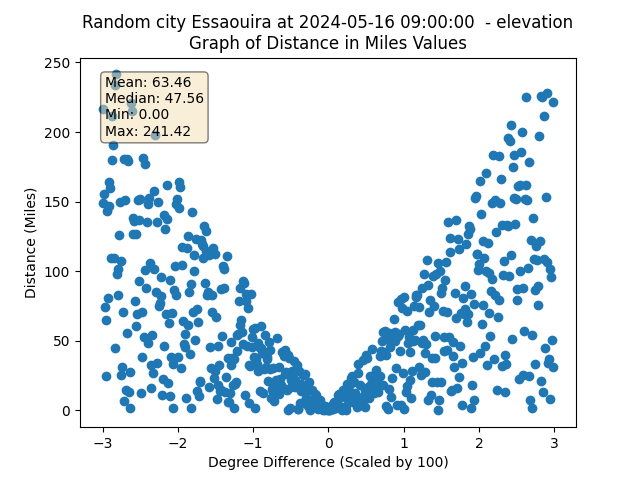 Random city Essaouira at 2024-05-16 09:00:00  - elevation
Graph of Distance in Miles Values
250
200
150
100
50
0
Distance (Miles)
Mean: 63.46
Median: 47.56
Min: 0.00
Max: 241.42
−3 −2 −1 0 1 2 3
Degree Difference (Scaled by 100)